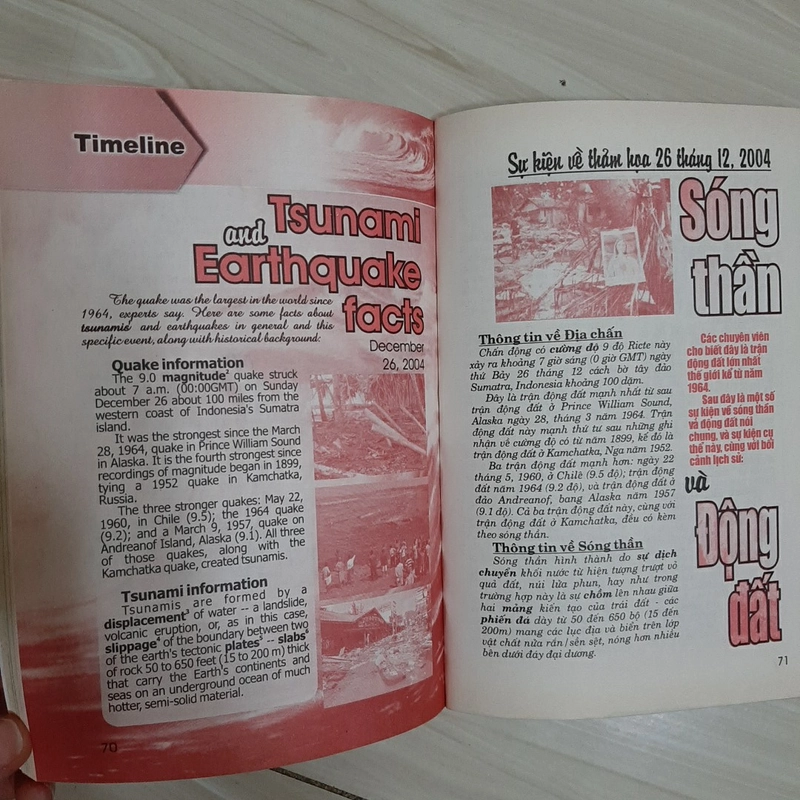 Timeline
Tsunami
and
Earthquake
facts
December
26, 2004
The quake was the largest in the world since
1964, experts say. Here are some facts about
tsunamis¹ and earthquakes in general and this
specific event, along with historical background:
Quake information
The 9.0 magnitude² quake struck
about 7 a.m. (00:00GMT) on Sunday
December 26 about 100 miles from the
western coast of Indonesia's Sumatra
island.
It was the strongest since the March
28, 1964, quake in Prince William Sound
in Alaska. It is the fourth strongest since
recordings of magnitude began in 1899,
tying a 1952 quake in Kamchatka,
Russia.
The three stronger quakes: May 22,
1960, in Chile (9.5); the 1964 quake
(9.2); and a March 9, 1957, quake on
Andreanof Island, Alaska (9.1). All three
of those quakes, along with the
Kamchatka quake, created tsunamis.
Tsunami information
Tsunamis are formed by a
displacement³ of water -- a landslide,
volcanic eruption, or, as in this case,
slippage⁴ of the boundary between two
of the earth's tectonic plates⁵ -- slabs⁶
of rock 50 to 650 feet (15 to 200 m) thick
that carry the Earth's continents and
seas on an underground ocean of much
hotter, semi-solid material.
70
Sự kiện về thảm họa 26 tháng 12, 2004
Sóng
thần
Thông tin về Địa chấn
Chấn động có cường độ 9 độ Ricte này
xảy ra khoảng 7 giờ sáng (0 giờ GMT) ngày
thứ Bảy 26 tháng 12 cách bờ tây đảo
Sumatra, Indonesia khoảng 100 dặm.
Đây là trận động đất mạnh nhất từ sau
trận động đất ở Prince William Sound,
Alaska ngày 28, tháng 3 năm 1964. Trận
động đất này mạnh thứ tư sau những ghi
nhận về cường độ có từ năm 1899, kế đó là
trận động đất ở Kamchatka, Nga năm 1952.
Ba trận động đất mạnh hơn: ngày 22
tháng 5, 1960, ở Chilê (9.5 độ); trận động
đất năm 1964 (9.2 độ), và trận động đất ở
đảo Andreanof, bang Alaska năm 1957
(9.1 độ). Cả ba trận động đất này, cùng với
trận động đất ở Kamchatka, đều có kèm
theo sóng thần.
Thông tin về Sóng thần
Sóng thần hình thành do sự dịch
chuyển khối nước từ hiện tượng trượt vỏ
quả đất, núi lửa phun, hay như trong
trường hợp này là sự chồm lên nhau giữa
hai mảng kiến tạo của trái đất - các
phiến đá dày từ 50 đến 650 bộ (15 đến
200m) mang các lục địa và biển trên lớp
vật chất nửa rắn/sền sệt, nóng hơn nhiều
bên dưới đáy đại dương.
Các chuyên viên
cho biết đây là trận
động đất lớn nhất
thế giới kể từ năm
1964.
Sau đây là một số
sự kiện về sóng thần
và động đất nói
chung, và sự kiện cụ
thể này, cùng với bối
cảnh lịch sử:
và
Động
đất
71